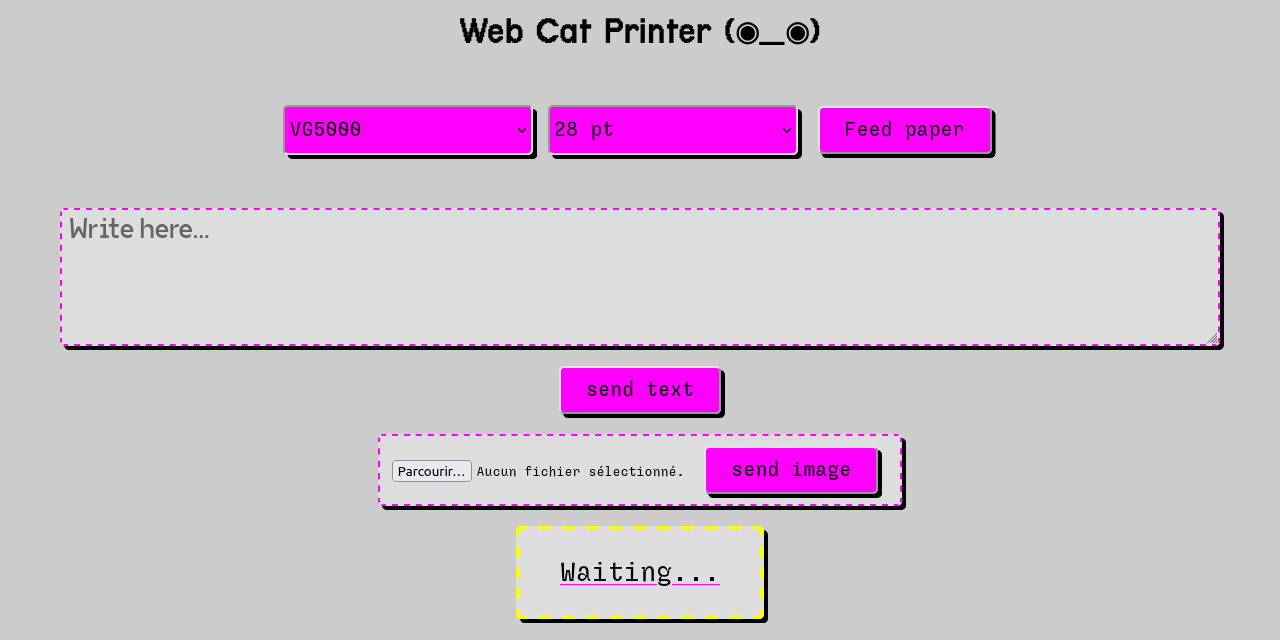 Web Cat Printer (◉__◉)
VG5000
28 pt
Feed paper
Write here...
send text
Parcourir... Aucun fichier sélectionné.
send image
Waiting...